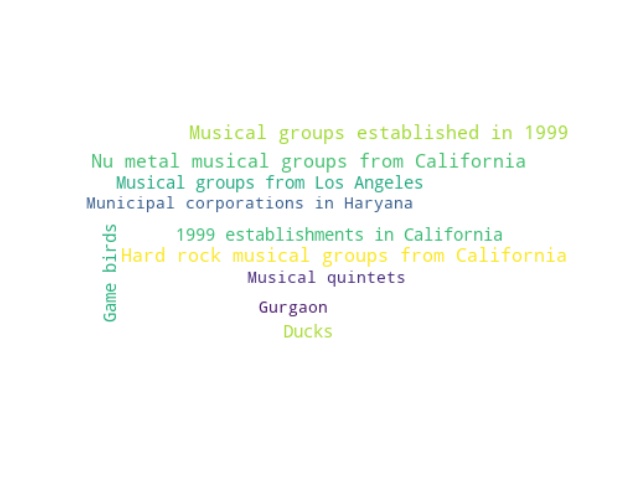 Musical groups established in 1999
Nu metal musical groups from California
Musical groups from Los Angeles
Municipal corporations in Haryana
Game birds
1999 establishments in California
Hard rock musical groups from California
Musical quintets
Gurgaon
Ducks